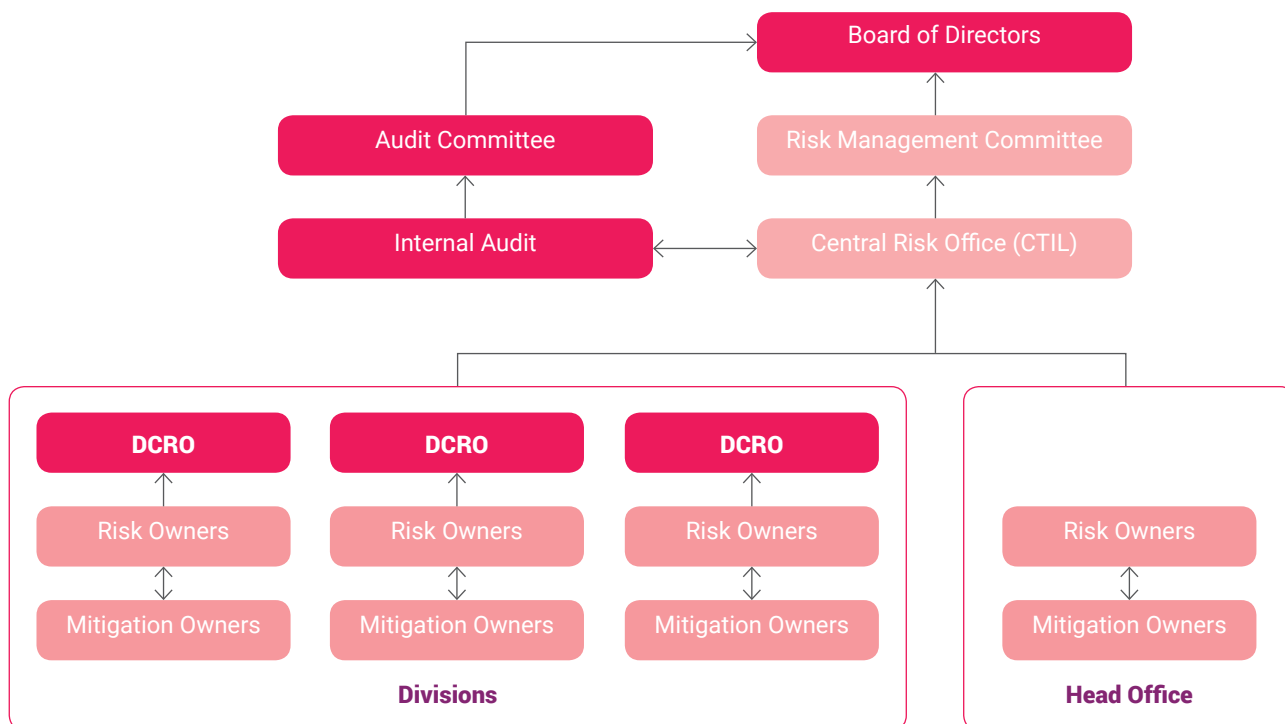 Board of Directors
Audit Committee
Risk Management Committee
Internal Audit
Central Risk Office (CTIL)
DCRO
DCRO
DCRO
Risk Owners
Risk Owners
Risk Owners
Risk Owners
Mitigation Owners
Mitigation Owners
Mitigation Owners
Mitigation Owners
Divisions
Head Office